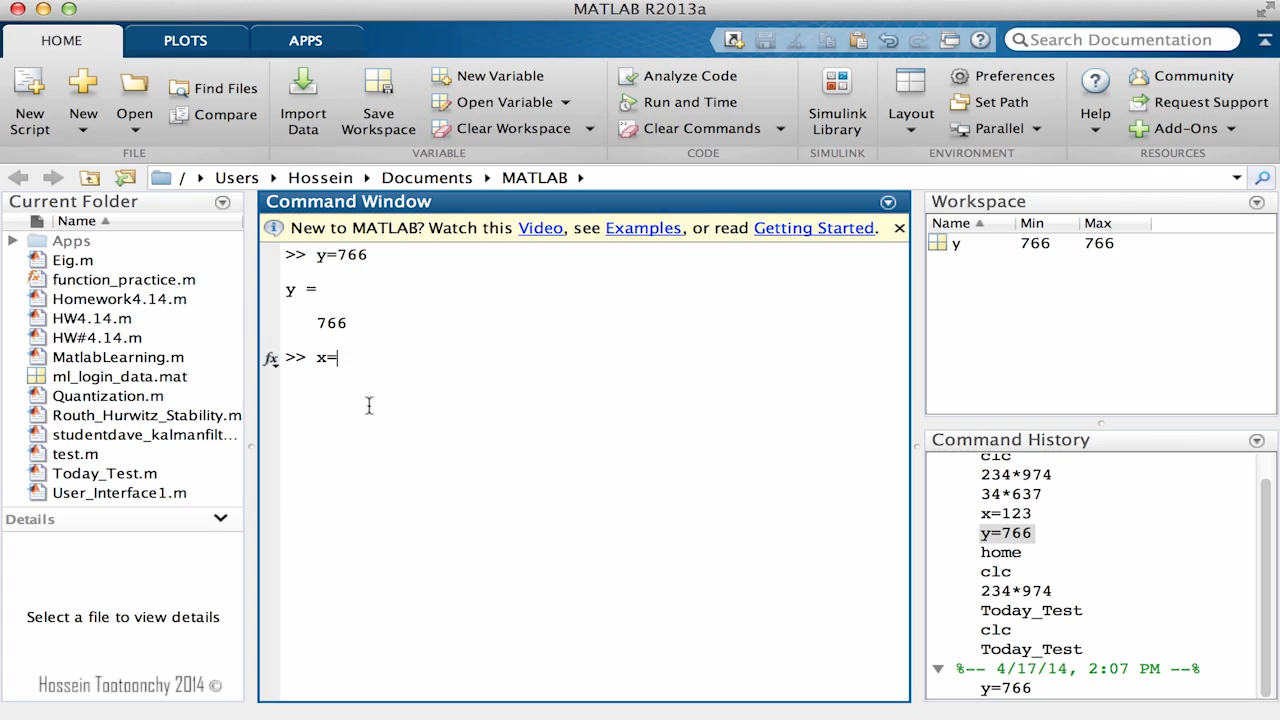 MATLAB R2013a
HOME PLOTS APPS
Search Documentation
New Script
New
Open
Find Files
Compare
FILE
Import Data
Save Workspace
New Variable
Open Variable
Clear Workspace
VARIABLE
Analyze Code
Run and Time
Clear Commands
CODE
Simulink Library
SIMULINK
Layout
Preferences
Set Path
Parallel
ENVIRONMENT
Help
Community
Request Support
Add-Ons
RESOURCES
/ Users Hossein Documents MATLAB
Current Folder
Name
Apps
Eig.m
function_practice.m
Homework4.14.m
HW4.14.m
HW#4.14.m
MatlabLearning.m
ml_login_data.mat
Quantization.m
Routh_Hurwitz_Stability.m
studentdave_kalmanfilt...
test.m
Today_Test.m
User_Interface1.m
Details
Select a file to view details
Hossein Tootoonchy 2014 ©
Command Window
New to MATLAB? Watch this Video, see Examples, or read Getting Started.
>> y=766
y =
766
fx >> x=
Workspace
Name Min Max
y 766 766
Command History
clc
234*974
34*637
x=123
y=766
home
clc
234*974
Today_Test
clc
Today_Test
%-- 4/17/14, 2:07 PM --%
y=766